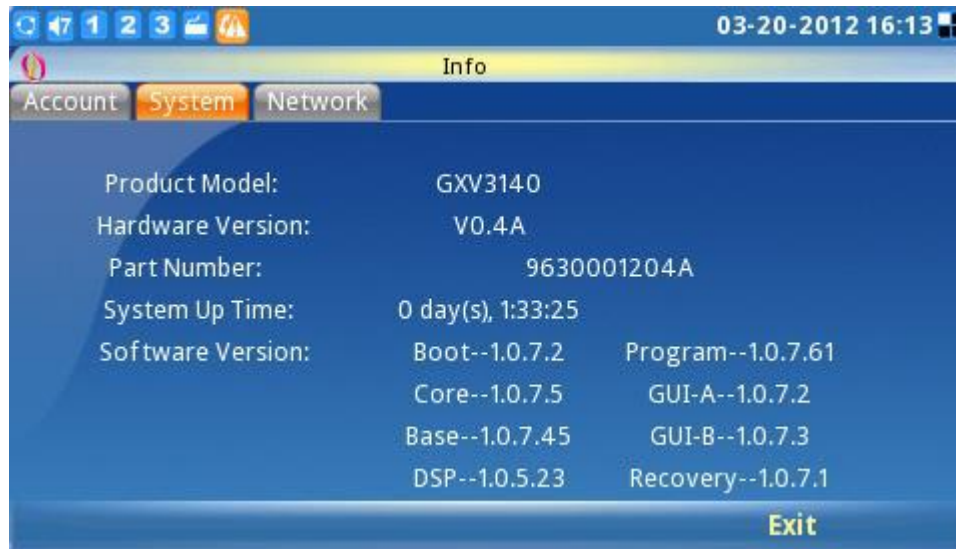 7 1 2 3 03-20-2012 16:13
Info
Account System Network
Product Model: GXV3140
Hardware Version: V0.4A
Part Number: 9630001204A
System Up Time: 0 day(s), 1:33:25
Software Version: Boot--1.0.7.2 Program--1.0.7.61
Core--1.0.7.5 GUI-A--1.0.7.2
Base--1.0.7.45 GUI-B--1.0.7.3
DSP--1.0.5.23 Recovery--1.0.7.1
Exit